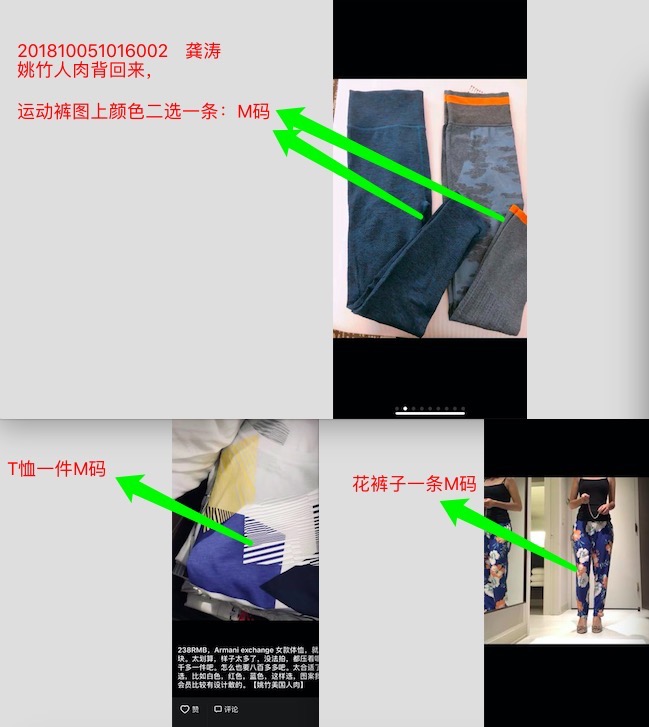 201810051016002 龚涛
姚竹人肉背回来，
运动裤图上颜色二选一条：M码
T恤一件M码
花裤子一条M码
238RMB，Armani exchange 女款体恤，就
块。太划算，样子太多了，没法拍，都压着
千多一件吧。怎么也要八百多多吧。太合适了
选，比如白色，红色，蓝色，这样选，图案
会员比较有设计敢的。【姚竹美国人肉】
赞 评论